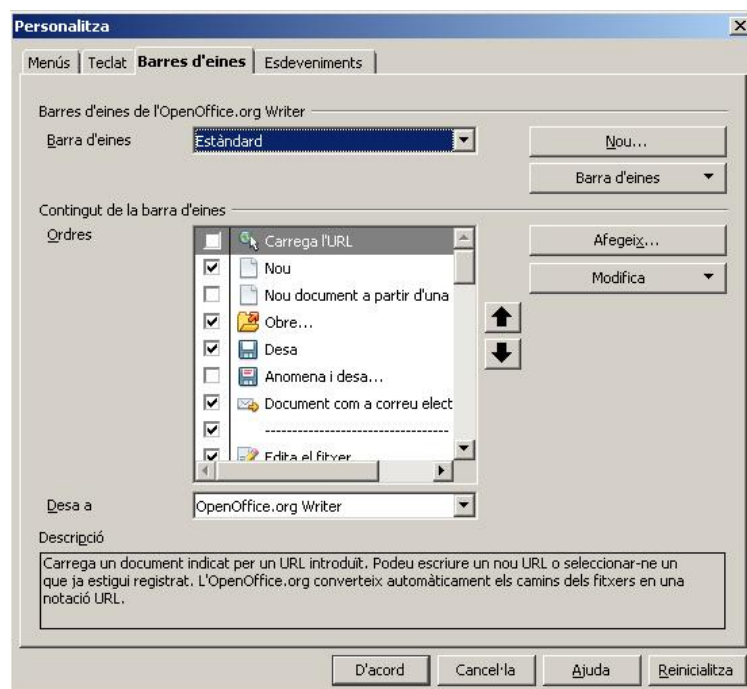 Personalitza
Menús Teclat Barres d'eines Esdeveniments
Barres d'eines de l'OpenOffice.org Writer
Barra d'eines Estàndard Nou...
Barra d'eines
Contingut de la barra d'eines
Ordres Carrega l'URL Afegeix...
Nou Modifica
Nou document a partir d'una
Obre...
Desa
Anomena i desa...
Document com a correu elect
----------------------------------
Edita el fitxer
Desa a OpenOffice.org Writer
Descripció
Carrega un document indicat per un URL introduït. Podeu escriure un nou URL o seleccionar-ne un
que ja estigui registrat. L'OpenOffice.org converteix automàticament els camins dels fitxers en una
notació URL.
D'acord Cancel·la Ajuda Reinicialitza